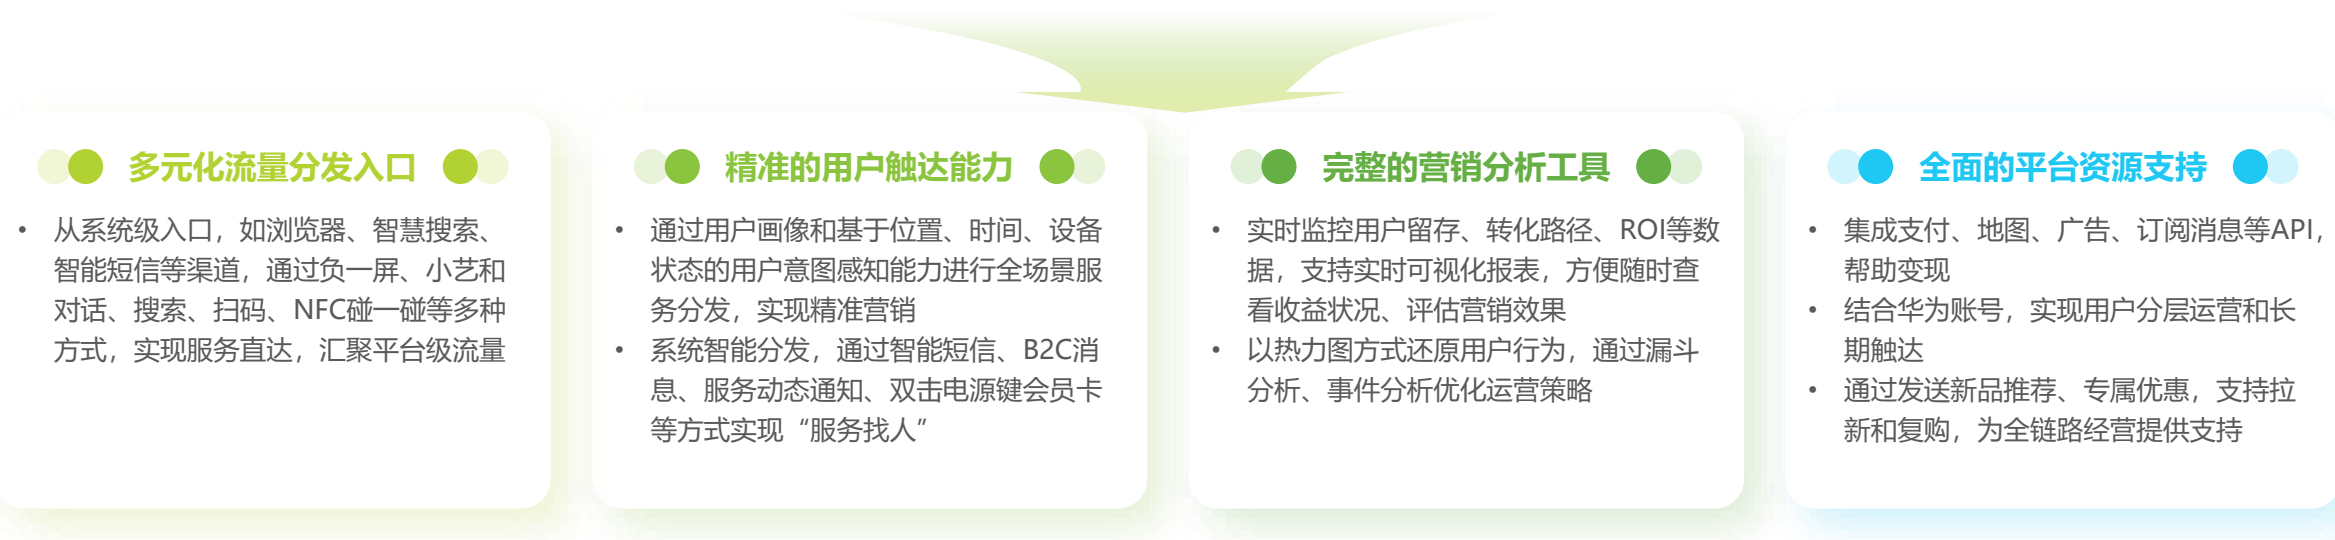 多元化流量分发入口
• 从系统级入口，如浏览器、智慧搜索、
智能短信等渠道，通过负一屏、小艺和
对话、搜索、扫码、NFC碰一碰等多种
方式，实现服务直达，汇聚平台级流量
精准的用户触达能力
• 通过用户画像和基于位置、时间、设备
状态的用户意图感知能力进行全场景服
务分发，实现精准营销
• 系统智能分发，通过智能短信、B2C消
息、服务动态通知、双击电源键会员卡
等方式实现“服务找人”
完整的营销分析工具
• 实时监控用户留存、转化路径、ROI等数
据，支持实时可视化报表，方便随时查
看收益状况、评估营销效果
• 以热力图方式还原用户行为，通过漏斗
分析、事件分析优化运营策略
全面的平台资源支持
• 集成支付、地图、广告、订阅消息等API，
帮助变现
• 结合华为账号，实现用户分层运营和长
期触达
• 通过发送新品推荐、专属优惠，支持拉
新和复购，为全链路经营提供支持